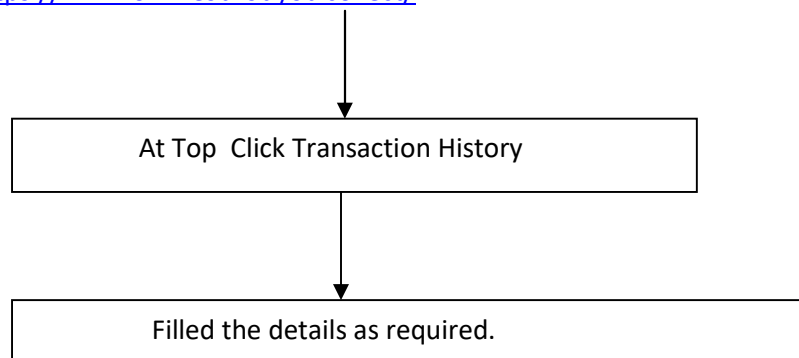 At Top Click Transaction History
Filled the details as required.